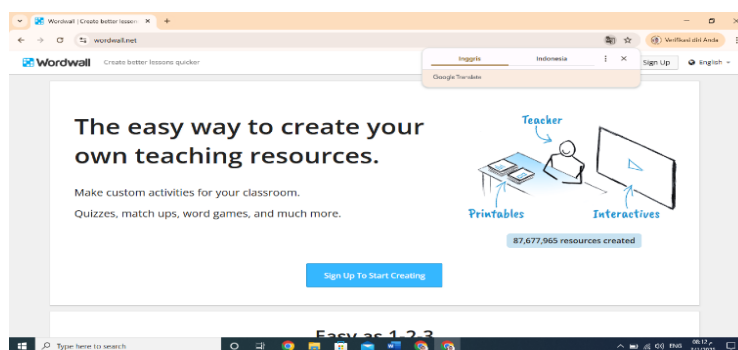 Wordwall | Create better lesson
wordwall.net
Verifikasi diri Anda
Wordwall
Create better lessons quicker
Inggris
Indonesia
Google Translate
Sign Up
English
The easy way to create your
own teaching resources.
Make custom activities for your classroom.
Quizzes, match ups, word games, and much more.
Teacher
Printables
Interactives
87,677,965 resources created
Sign Up To Start Creating
Easy as 1-2-3
Type here to search
ENG